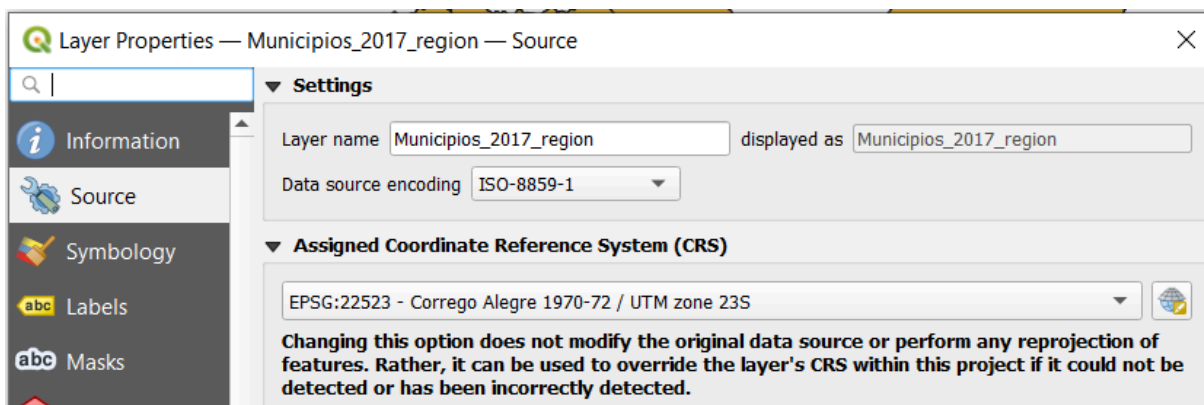 Layer Properties — Municipios_2017_region — Source
Settings
Information
Layer name Municipios_2017_region displayed as Municipios_2017_region
Source
Data source encoding ISO-8859-1
Symbology
Assigned Coordinate Reference System (CRS)
abc Labels
EPSG:22523 - Corrego Alegre 1970-72 / UTM zone 23S
abc Masks
Changing this option does not modify the original data source or perform any reprojection of
features. Rather, it can be used to override the layer's CRS within this project if it could not be
detected or has been incorrectly detected.